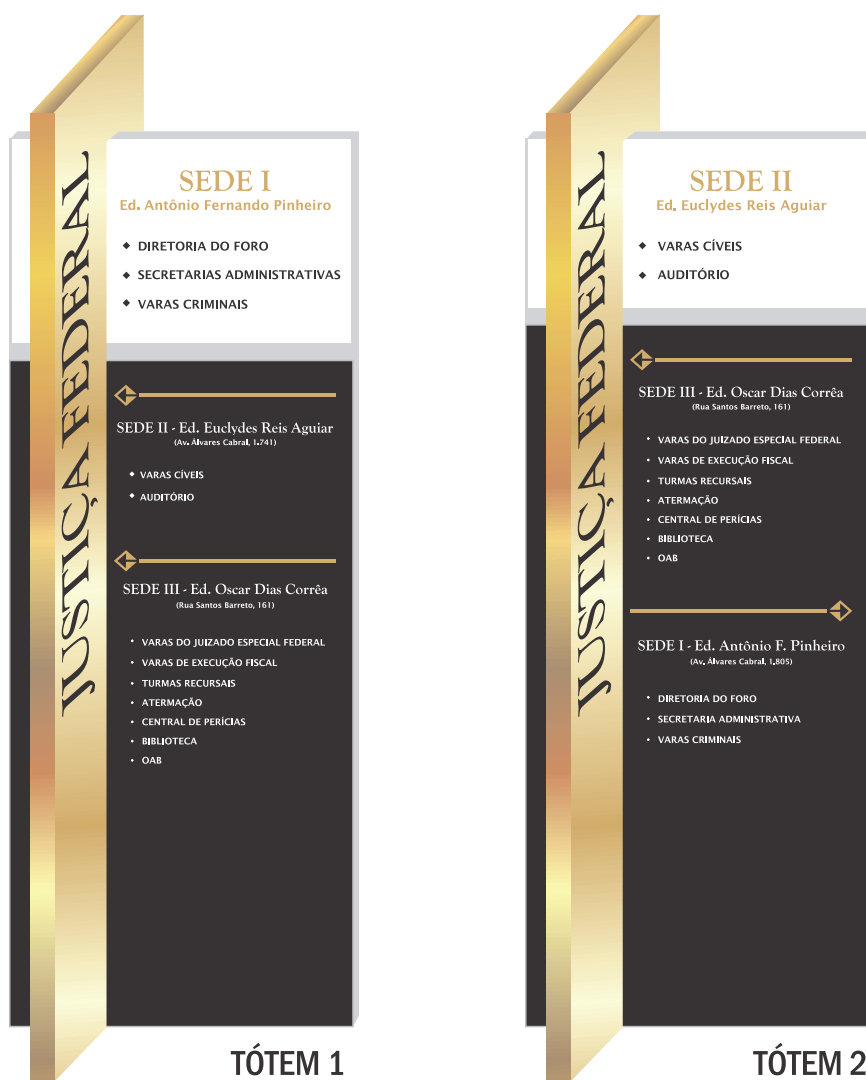 JUSTIÇA FEDERAL
SEDE I
Ed. Antônio Fernando Pinheiro
DIRETORIA DO FORO
SECRETARIAS ADMINISTRATIVAS
VARAS CRIMINAIS
SEDE II - Ed. Euclydes Reis Aguiar
(Av. Álvares Cabral, 1.741)
VARAS CÍVEIS
AUDITÓRIO
SEDE III - Ed. Oscar Dias Corrêa
(Rua Santos Barreto, 161)
VARAS DO JUIZADO ESPECIAL FEDERAL
VARAS DE EXECUÇÃO FISCAL
TURMAS RECURSAIS
ATERMAÇÃO
CENTRAL DE PERÍCIAS
BIBLIOTECA
OAB
TÓTEM 1
JUSTIÇA FEDERAL
SEDE II
Ed. Euclydes Reis Aguiar
VARAS CÍVEIS
AUDITÓRIO
SEDE III - Ed. Oscar Dias Corrêa
(Rua Santos Barreto, 161)
VARAS DO JUIZADO ESPECIAL FEDERAL
VARAS DE EXECUÇÃO FISCAL
TURMAS RECURSAIS
ATERMAÇÃO
CENTRAL DE PERÍCIAS
BIBLIOTECA
OAB
SEDE I - Ed. Antônio F. Pinheiro
(Av. Álvares Cabral, 1.805)
DIRETORIA DO FORO
SECRETARIA ADMINISTRATIVA
VARAS CRIMINAIS
TÓTEM 2